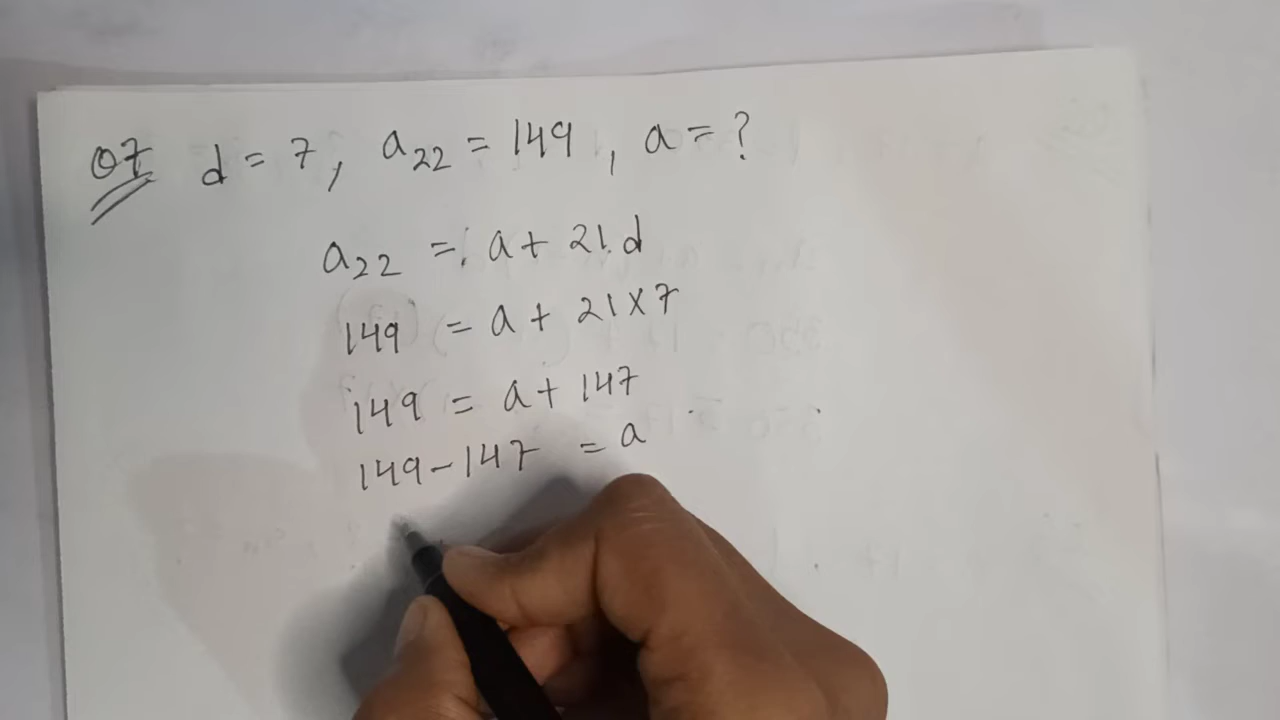 Q7 d = 7, a22 = 149, a = ?
a22 = a + 21.d
149 = a + 21 × 7
149 = a + 147
149 - 147 = a